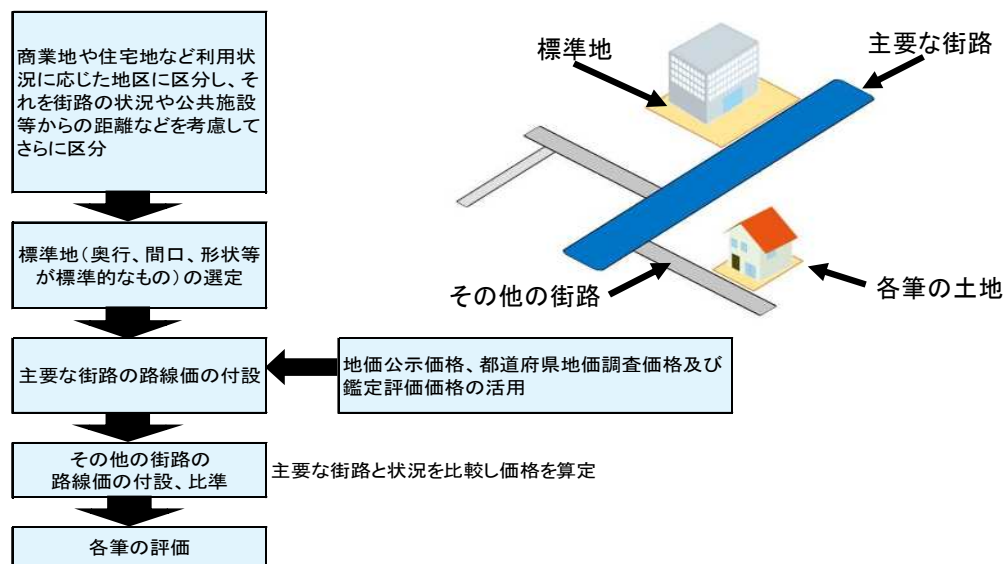 商業地や住宅地など利用状
況に応じた地区に区分し、そ
れを街路の状況や公共施設
等からの距離などを考慮して
さらに区分
標準地(奥行、間口、形状等
が標準的なもの)の選定
主要な街路の路線価の付設
地価公示価格、都道府県地価調査価格及び
鑑定評価価格の活用
その他の街路の
路線価の付設、比準
主要な街路と状況を比較し価格を算定
各筆の評価
標準地
主要な街路
その他の街路
各筆の土地